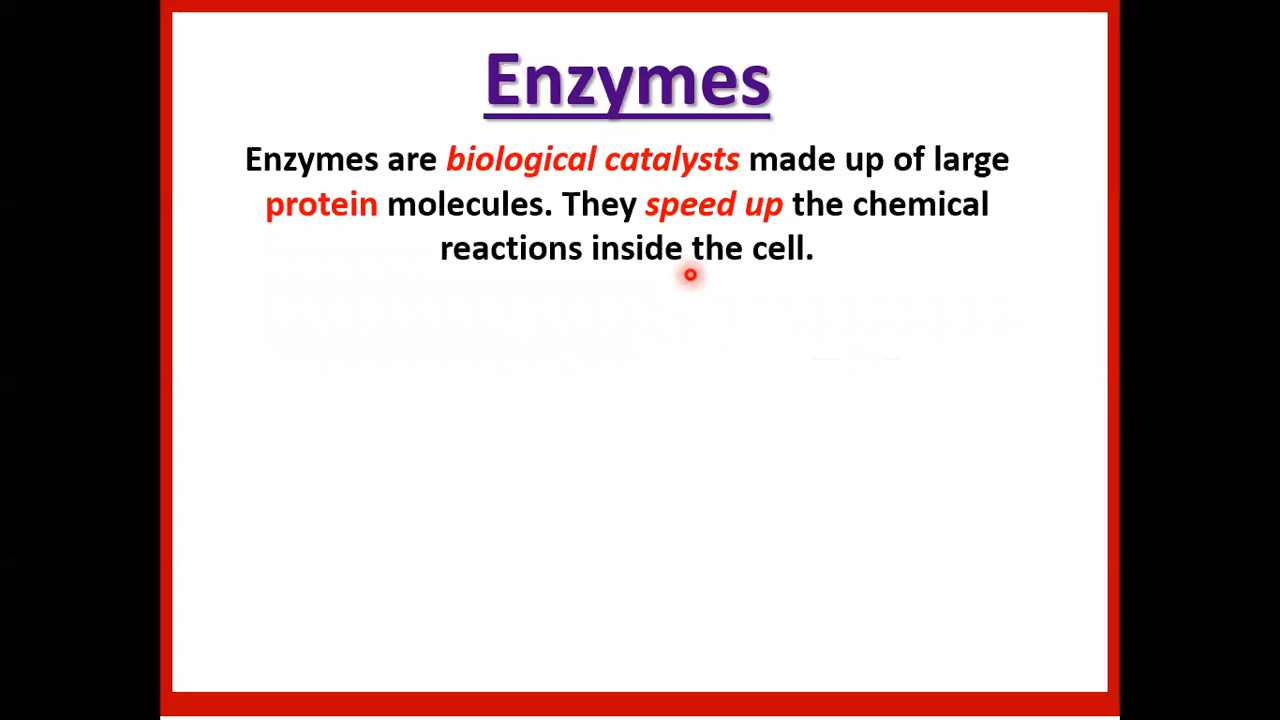 Enzymes
Enzymes are biological catalysts made up of large
protein molecules. They speed up the chemical
reactions inside the cell.